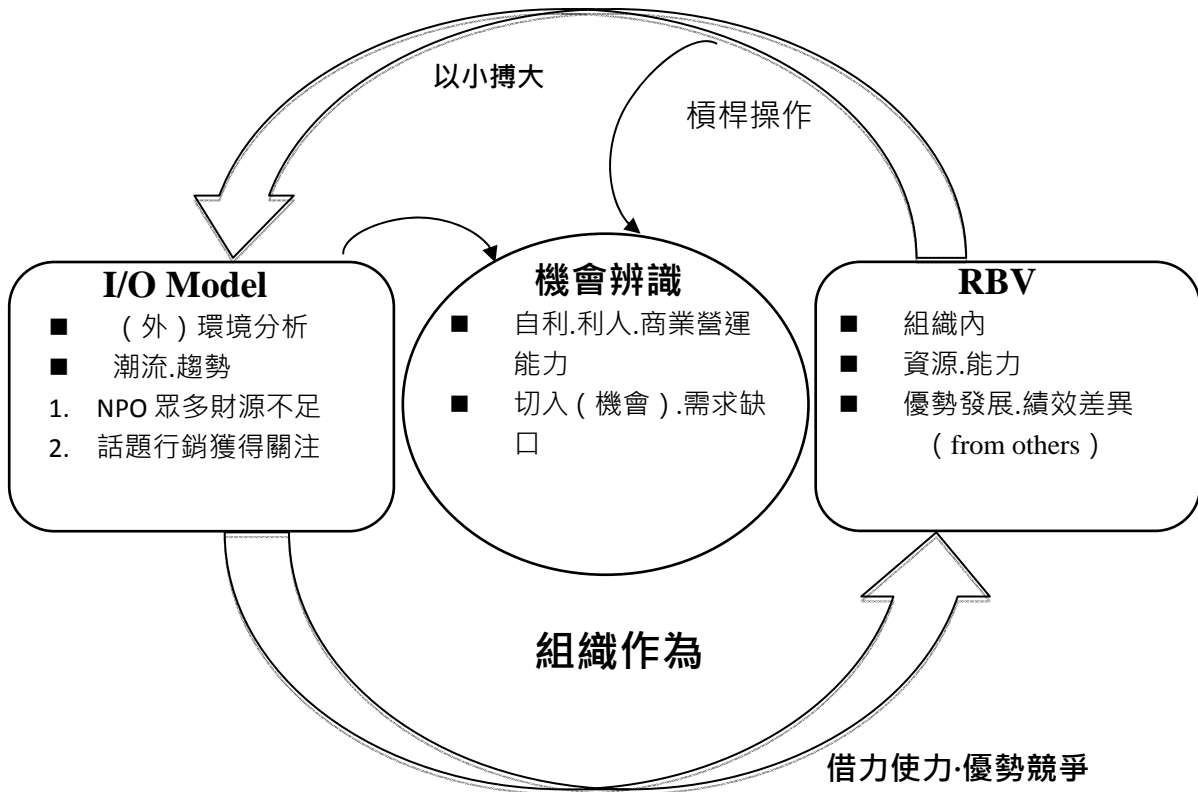 以小搏大
槓桿操作
I/O Model
■ （外）環境分析
■ 潮流.趨勢
1. NPO 眾多財源不足
2. 話題行銷獲得關注
機會辨識
■ 自利.利人.商業營運
能力
■ 切入（機會）.需求缺
口
RBV
■ 組織內
■ 資源.能力
■ 優勢發展.績效差異
（from others）
組織作為
借力使力·優勢競爭